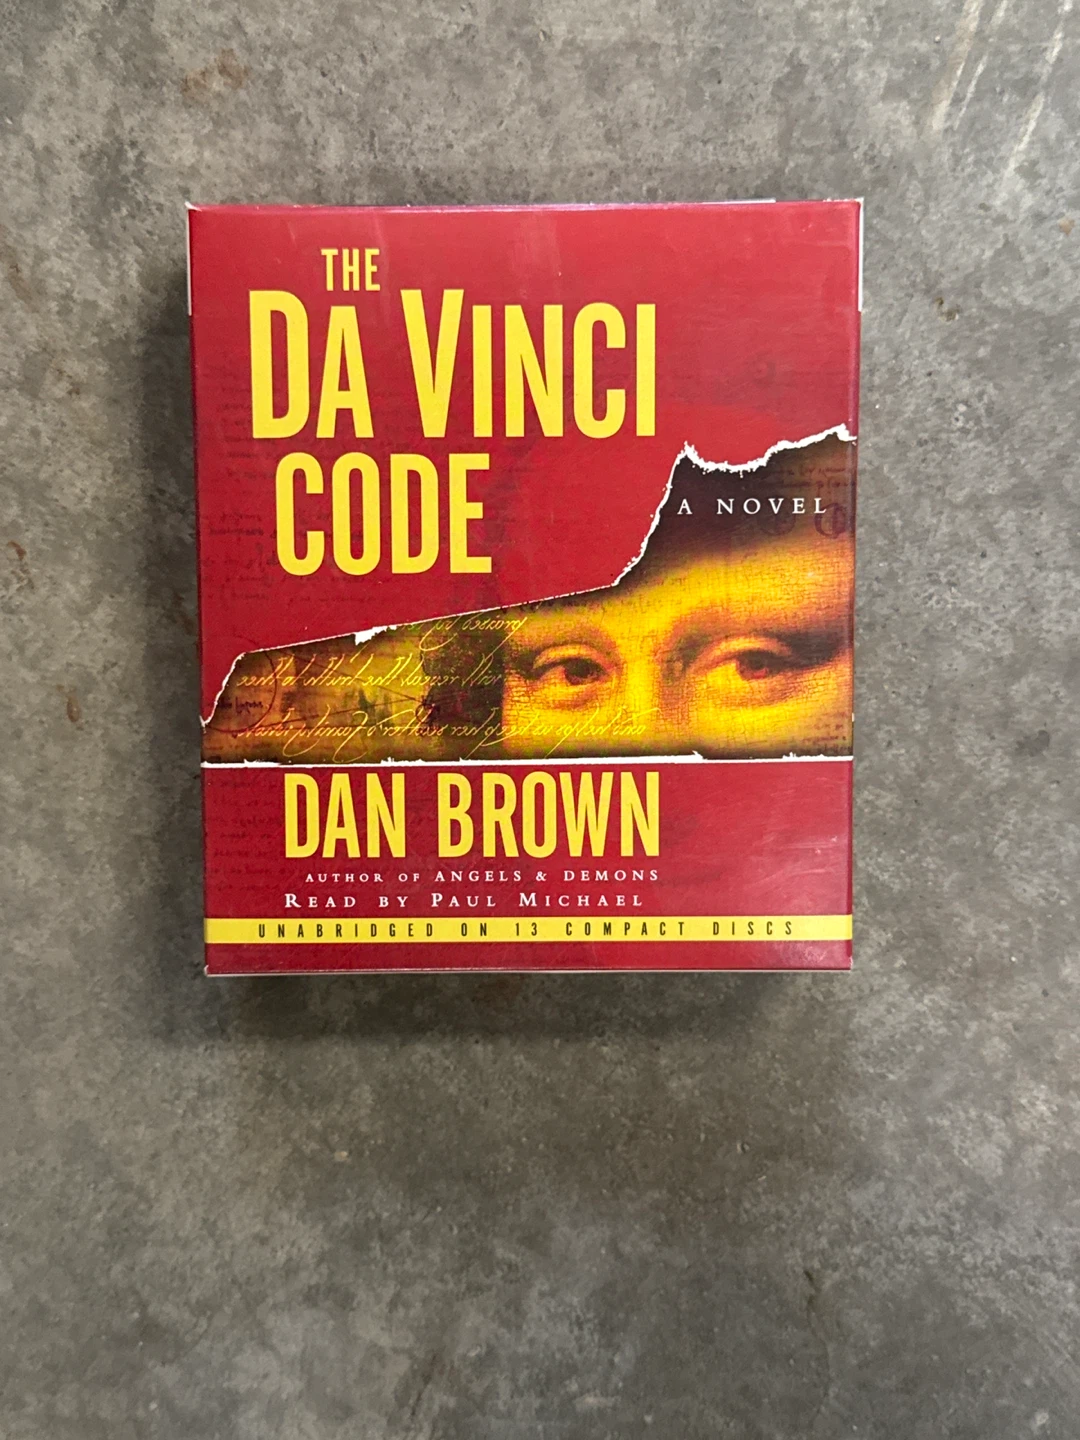 THE
DA VINCI
CODE
A NOVEL
DAN BROWN
AUTHOR OF ANGELS & DEMONS
READ BY PAUL MICHAEL
UNABRIDGED ON 13 COMPACT DISCS